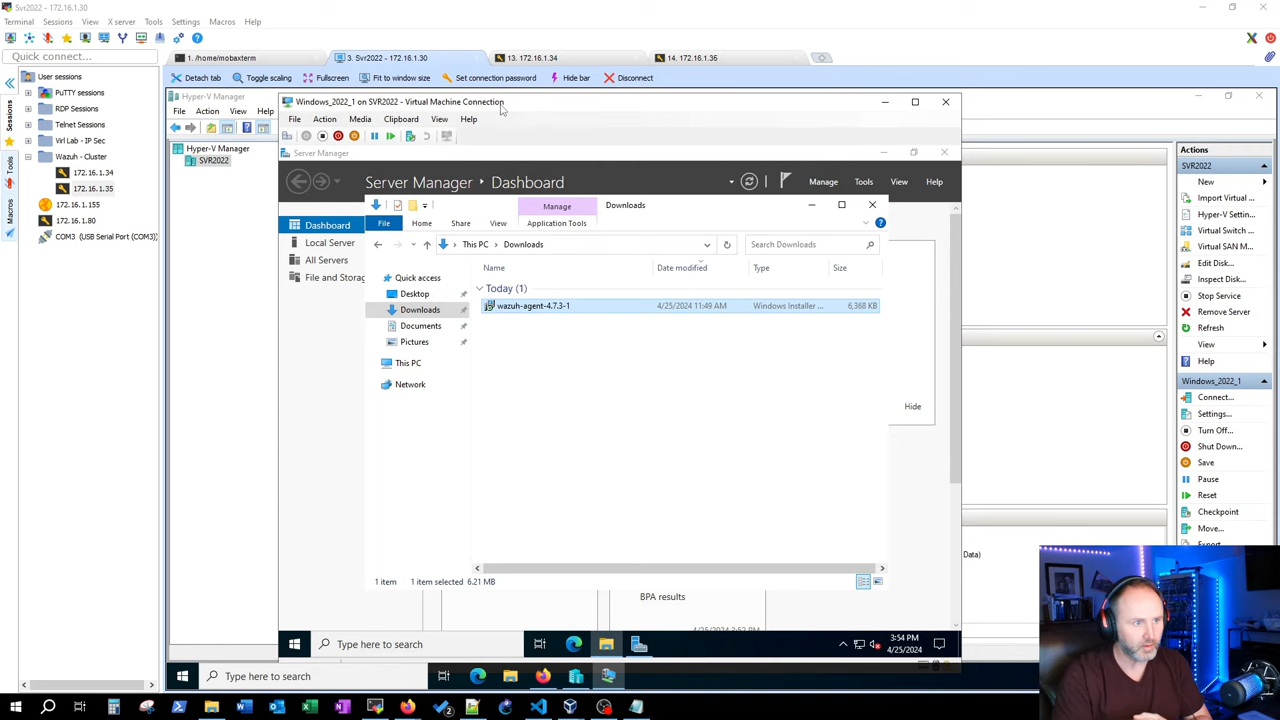 Svr2022 - 172.16.1.30
Terminal Sessions View X server Tools Settings Macros Help
Quick connect...
1. /home/mobaxterm
3. Svr2022 - 172.16.1.30
13. 172.16.1.34
14. 172.16.1.35
Detach tab Toggle scaling Fullscreen Fit to window size Set connection password Hide bar Disconnect
Sessions
Tools
Macros
User sessions
PuTTY sessions
RDP Sessions
Telnet Sessions
Virl Lab - IP Sec
Wazuh - Cluster
172.16.1.34
172.16.1.35
172.16.1.155
172.16.1.80
COM3 (USB Serial Port (COM3))
Hyper-V Manager
File Action View Help
Hyper-V Manager
SVR2022
Windows_2022_1 on SVR2022 - Virtual Machine Connection
File Action Media Clipboard View Help
Server Manager
Server Manager • Dashboard
Manage Tools View Help
Dashboard
Local Server
All Servers
File and Storag
Manage
Downloads
File Home Share View Application Tools
This PC > Downloads
Search Downloads
Quick access
Desktop
Downloads
Documents
Pictures
This PC
Network
Name Date modified Type Size
Today (1)
wazuh-agent-4.7.3-1 4/25/2024 11:49 AM Windows Installer ... 6,368 KB
1 item 1 item selected 6.21 MB
Hide
BPA results
Type here to search
3:54 PM
4/25/2024
Type here to search
Actions
SVR2022
New
Import Virtual ...
Hyper-V Settin...
Virtual Switch ...
Virtual SAN M...
Edit Disk...
Inspect Disk...
Stop Service
Remove Server
Refresh
View
Help
Windows_2022_1
Connect...
Settings...
Turn Off...
Shut Down...
Save
Pause
Reset
Checkpoint
Move...
Data)